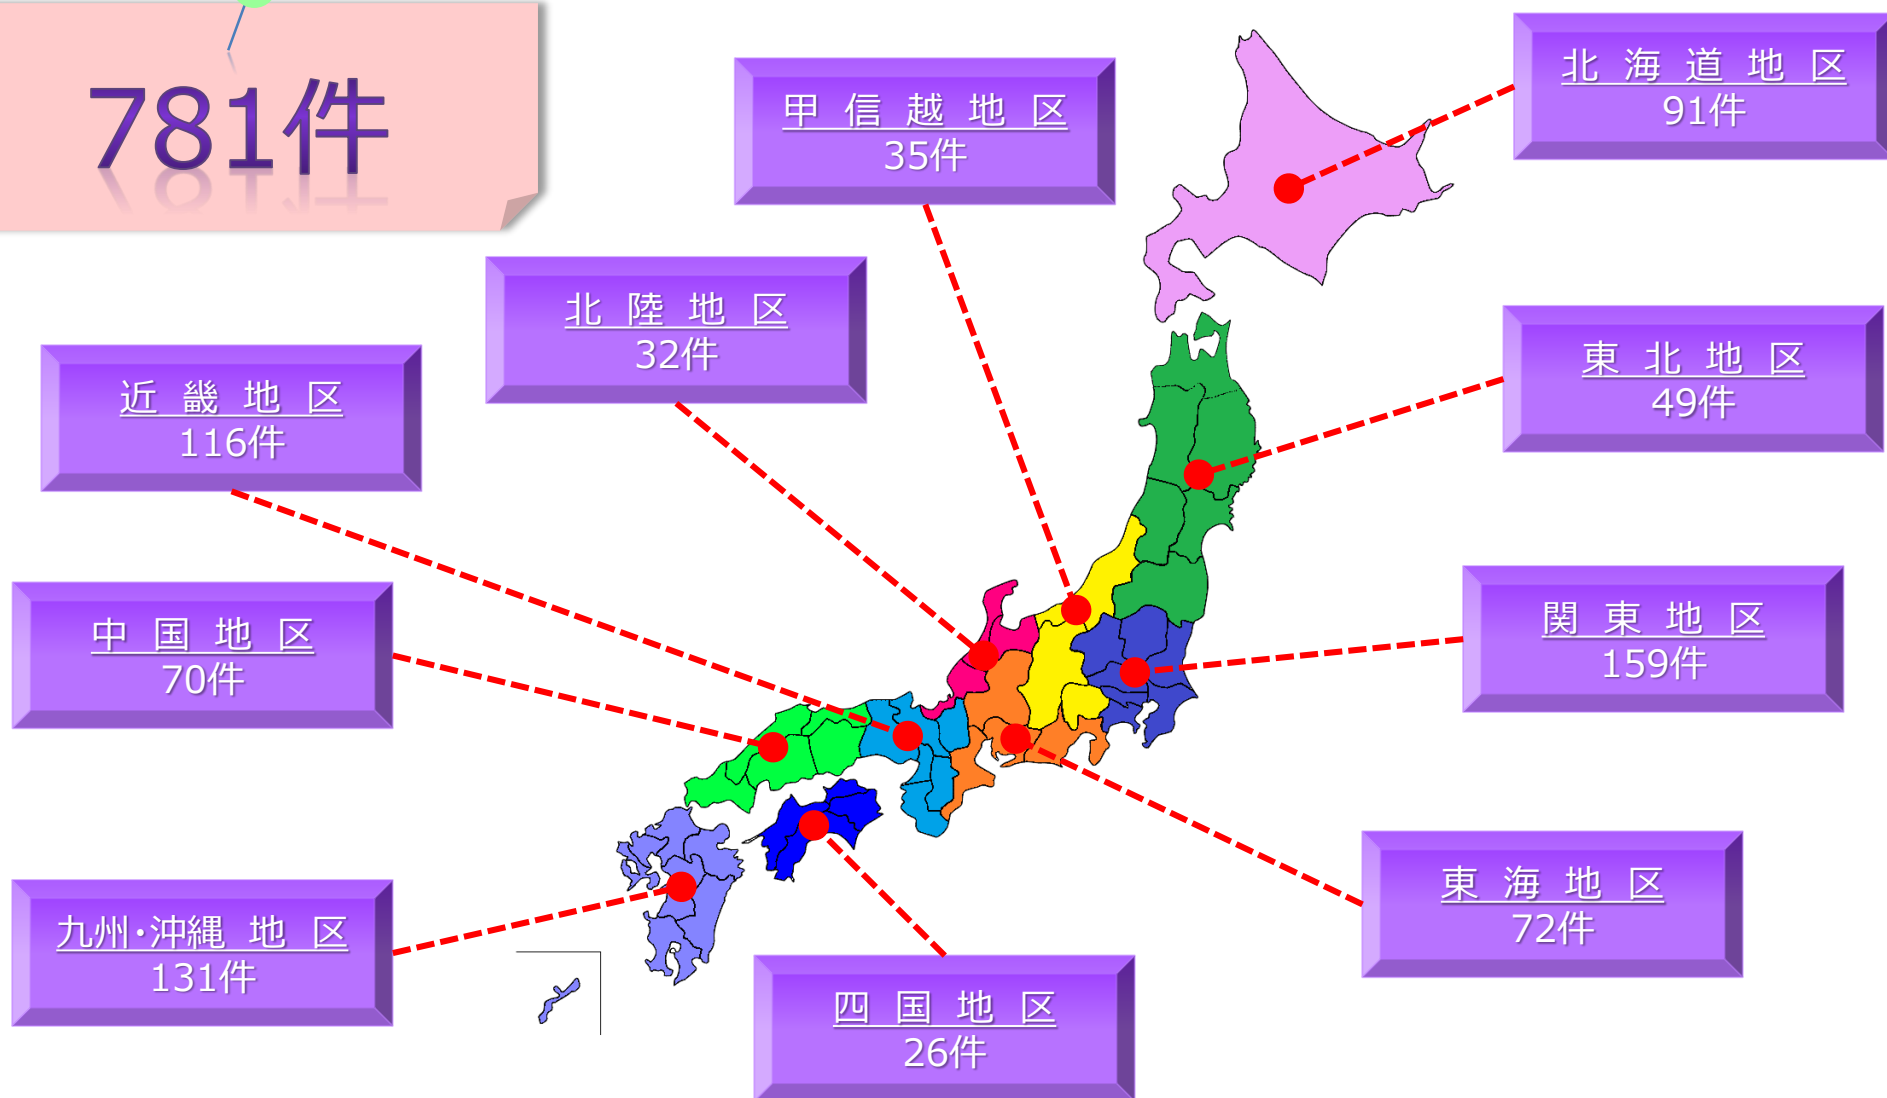 781件
甲信越地区
35件
北海道地区
91件
北陸地区
32件
東北地区
49件
近畿地区
116件
中国地区
70件
関東地区
159件
九州・沖縄 地区
131件
東海地区
72件
四国地区
26件